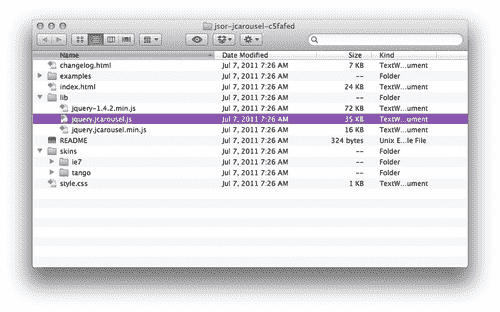 jsor-jcarousel-c5fafed
Name Date Modified Size Kind
changelog.html Jul 7, 2011 7:26 AM 7 KB TextW...ument
examples Jul 7, 2011 7:26 AM -- Folder
index.html Jul 7, 2011 7:26 AM 24 KB TextW...ument
lib Jul 7, 2011 7:26 AM -- Folder
jquery-1.4.2.min.js Jul 7, 2011 7:26 AM 72 KB TextW...ument
jquery.jcarousel.js Jul 7, 2011 7:26 AM 35 KB TextW...ument
jquery.jcarousel.min.js Jul 7, 2011 7:26 AM 16 KB TextW...ument
README Jul 7, 2011 7:26 AM 324 bytes Unix E...le File
skins Jul 7, 2011 7:26 AM -- Folder
ie7 Jul 7, 2011 7:26 AM -- Folder
tango Jul 7, 2011 7:26 AM -- Folder
style.css Jul 7, 2011 7:26 AM 1 KB TextW...ument